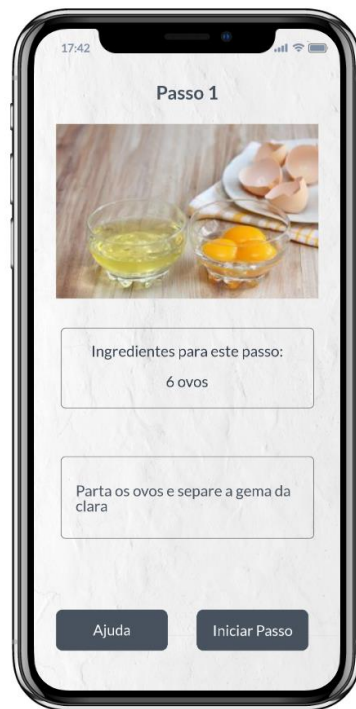 17:42
Passo 1
Ingredientes para este passo:
6 ovos
Parta os ovos e separe a gema da
clara
Ajuda
Iniciar Passo